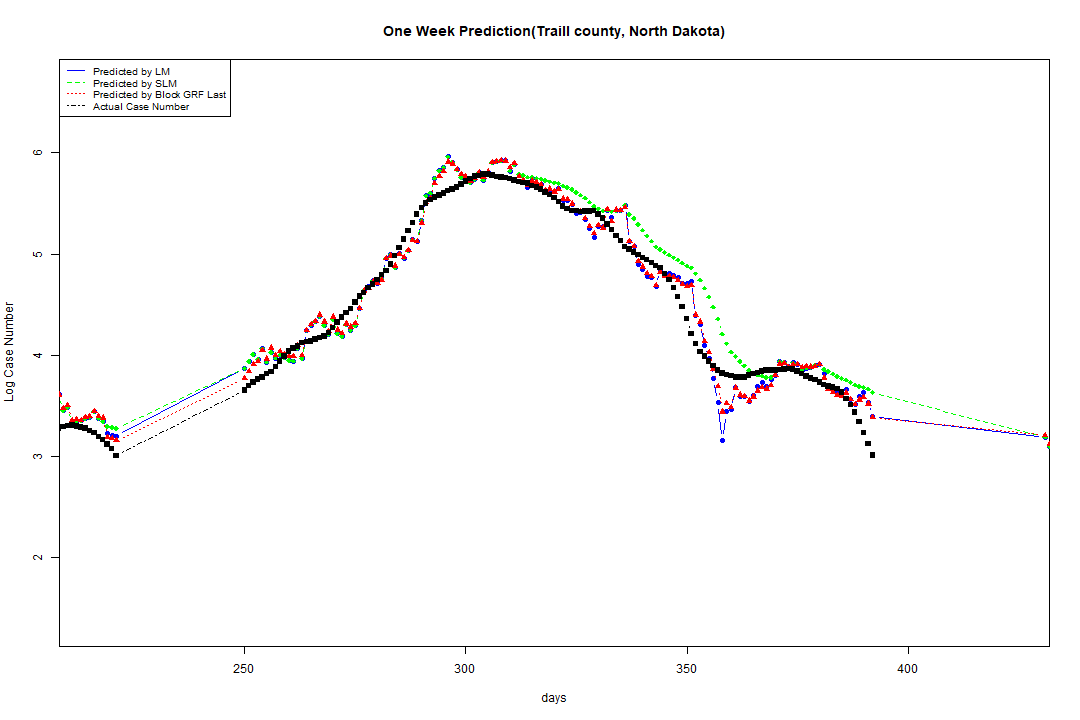 One Week Prediction(Traill county, North Dakota)
Predicted by LM
Predicted by SLM
Predicted by Block GRF Last
Actual Case Number
6
5
4
3
2
Log Case Number
250 300 350 400
days